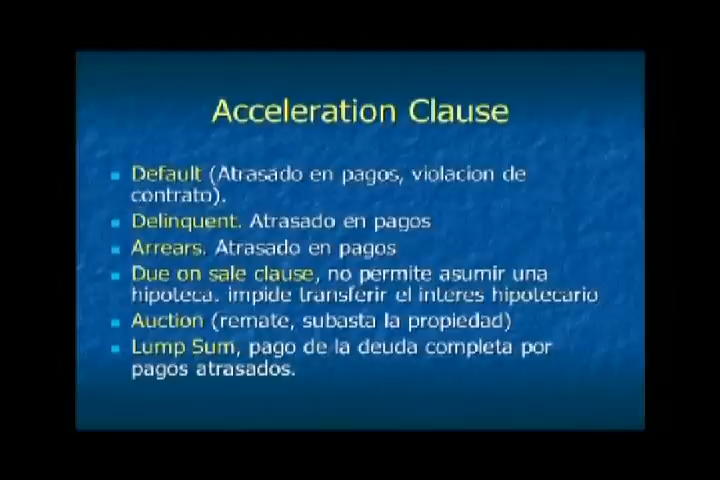 Acceleration Clause
Default (Atrasado en pagos, violacion de
contrato).
Delinquent. Atrasado en pagos
Arrears. Atrasado en pagos
Due on sale clause, no permite asumir una
hipoteca. impide transferir el interes hipotecario
Auction (remate, subasta la propiedad)
Lump Sum, pago de la deuda completa por
pagos atrasados.